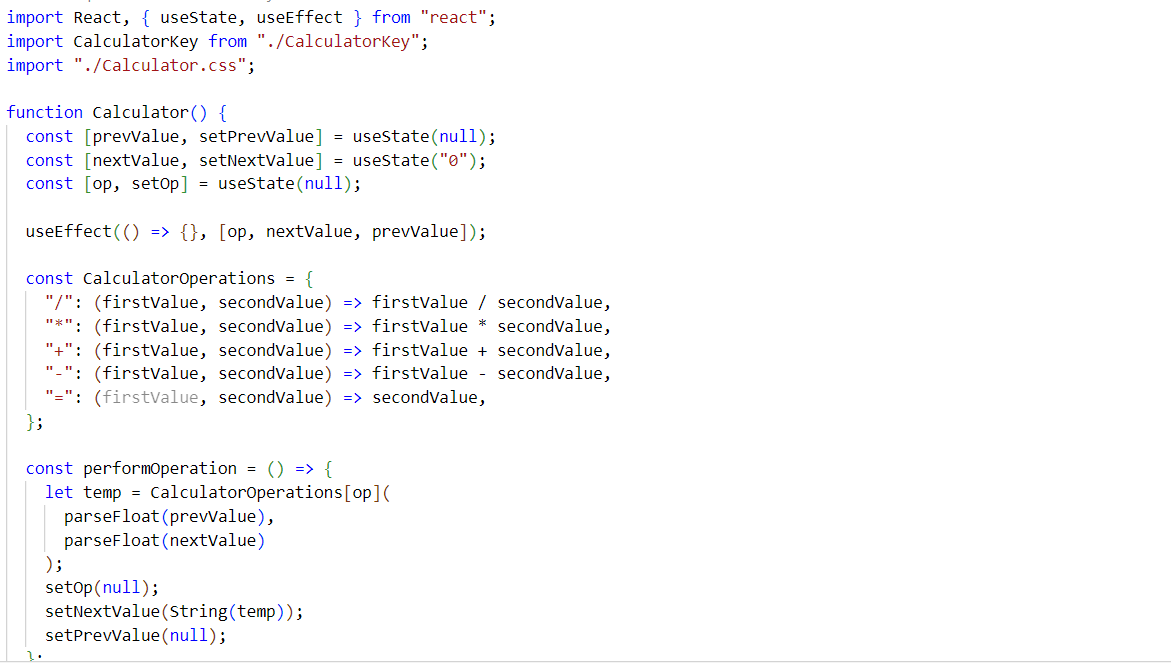 import React, { useState, useEffect } from "react";
import CalculatorKey from "./CalculatorKey";
import "./Calculator.css";

function Calculator() {
  const [prevValue, setPrevValue] = useState(null);
  const [nextValue, setNextValue] = useState("0");
  const [op, setOp] = useState(null);

  useEffect(() => {}, [op, nextValue, prevValue]);

  const CalculatorOperations = {
    "/": (firstValue, secondValue) => firstValue / secondValue,
    "*": (firstValue, secondValue) => firstValue * secondValue,
    "+": (firstValue, secondValue) => firstValue + secondValue,
    "-": (firstValue, secondValue) => firstValue - secondValue,
    "=": (firstValue, secondValue) => secondValue,
  };

  const performOperation = () => {
    let temp = CalculatorOperations[op](
      parseFloat(prevValue),
      parseFloat(nextValue)
    );
    setOp(null);
    setNextValue(String(temp));
    setPrevValue(null);
  };